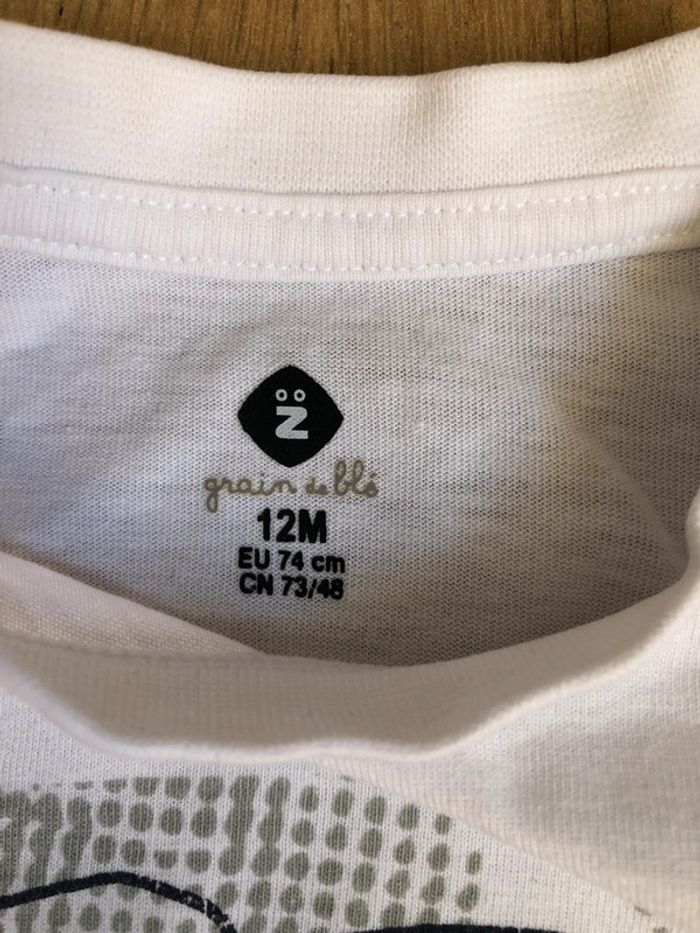 z
grain de blé
12M
EU 74 cm
CN 73/48